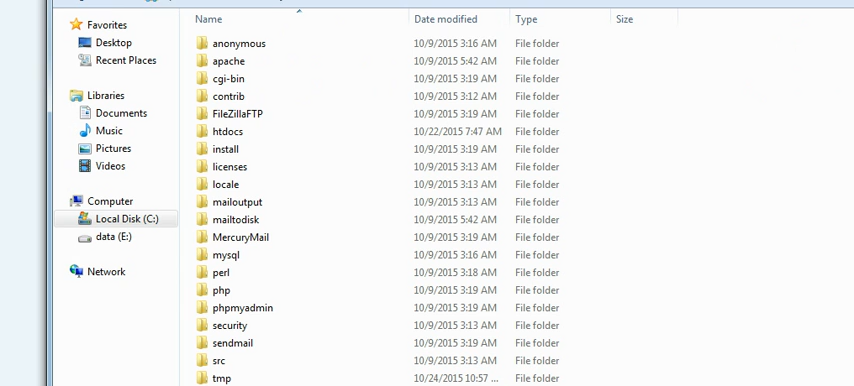 Name Date modified Type Size
Favorites
Desktop
Recent Places
Libraries
Documents
Music
Pictures
Videos
Computer
Local Disk (C:)
data (E:)
Network
anonymous 10/9/2015 3:16 AM File folder
apache 10/9/2015 5:42 AM File folder
cgi-bin 10/9/2015 3:19 AM File folder
contrib 10/9/2015 3:12 AM File folder
FileZillaFTP 10/9/2015 3:19 AM File folder
htdocs 10/22/2015 7:47 AM File folder
install 10/9/2015 3:19 AM File folder
licenses 10/9/2015 3:13 AM File folder
locale 10/9/2015 3:13 AM File folder
mailoutput 10/9/2015 3:13 AM File folder
mailtodisk 10/9/2015 5:42 AM File folder
MercuryMail 10/9/2015 3:19 AM File folder
mysql 10/9/2015 3:16 AM File folder
perl 10/9/2015 3:18 AM File folder
php 10/9/2015 3:19 AM File folder
phpmyadmin 10/9/2015 3:19 AM File folder
security 10/9/2015 3:13 AM File folder
sendmail 10/9/2015 3:19 AM File folder
src 10/9/2015 3:13 AM File folder
tmp 10/24/2015 10:57 ... File folder